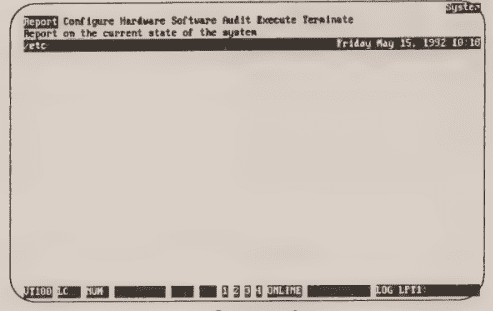 System
Report Configure Hardware Software Audit Execute Terminate
Report on the current state of the system
/etc Friday May 15, 1992 10:10
VT100 LC NUM 1 2 3 4 ONLINE LOG LPT1: